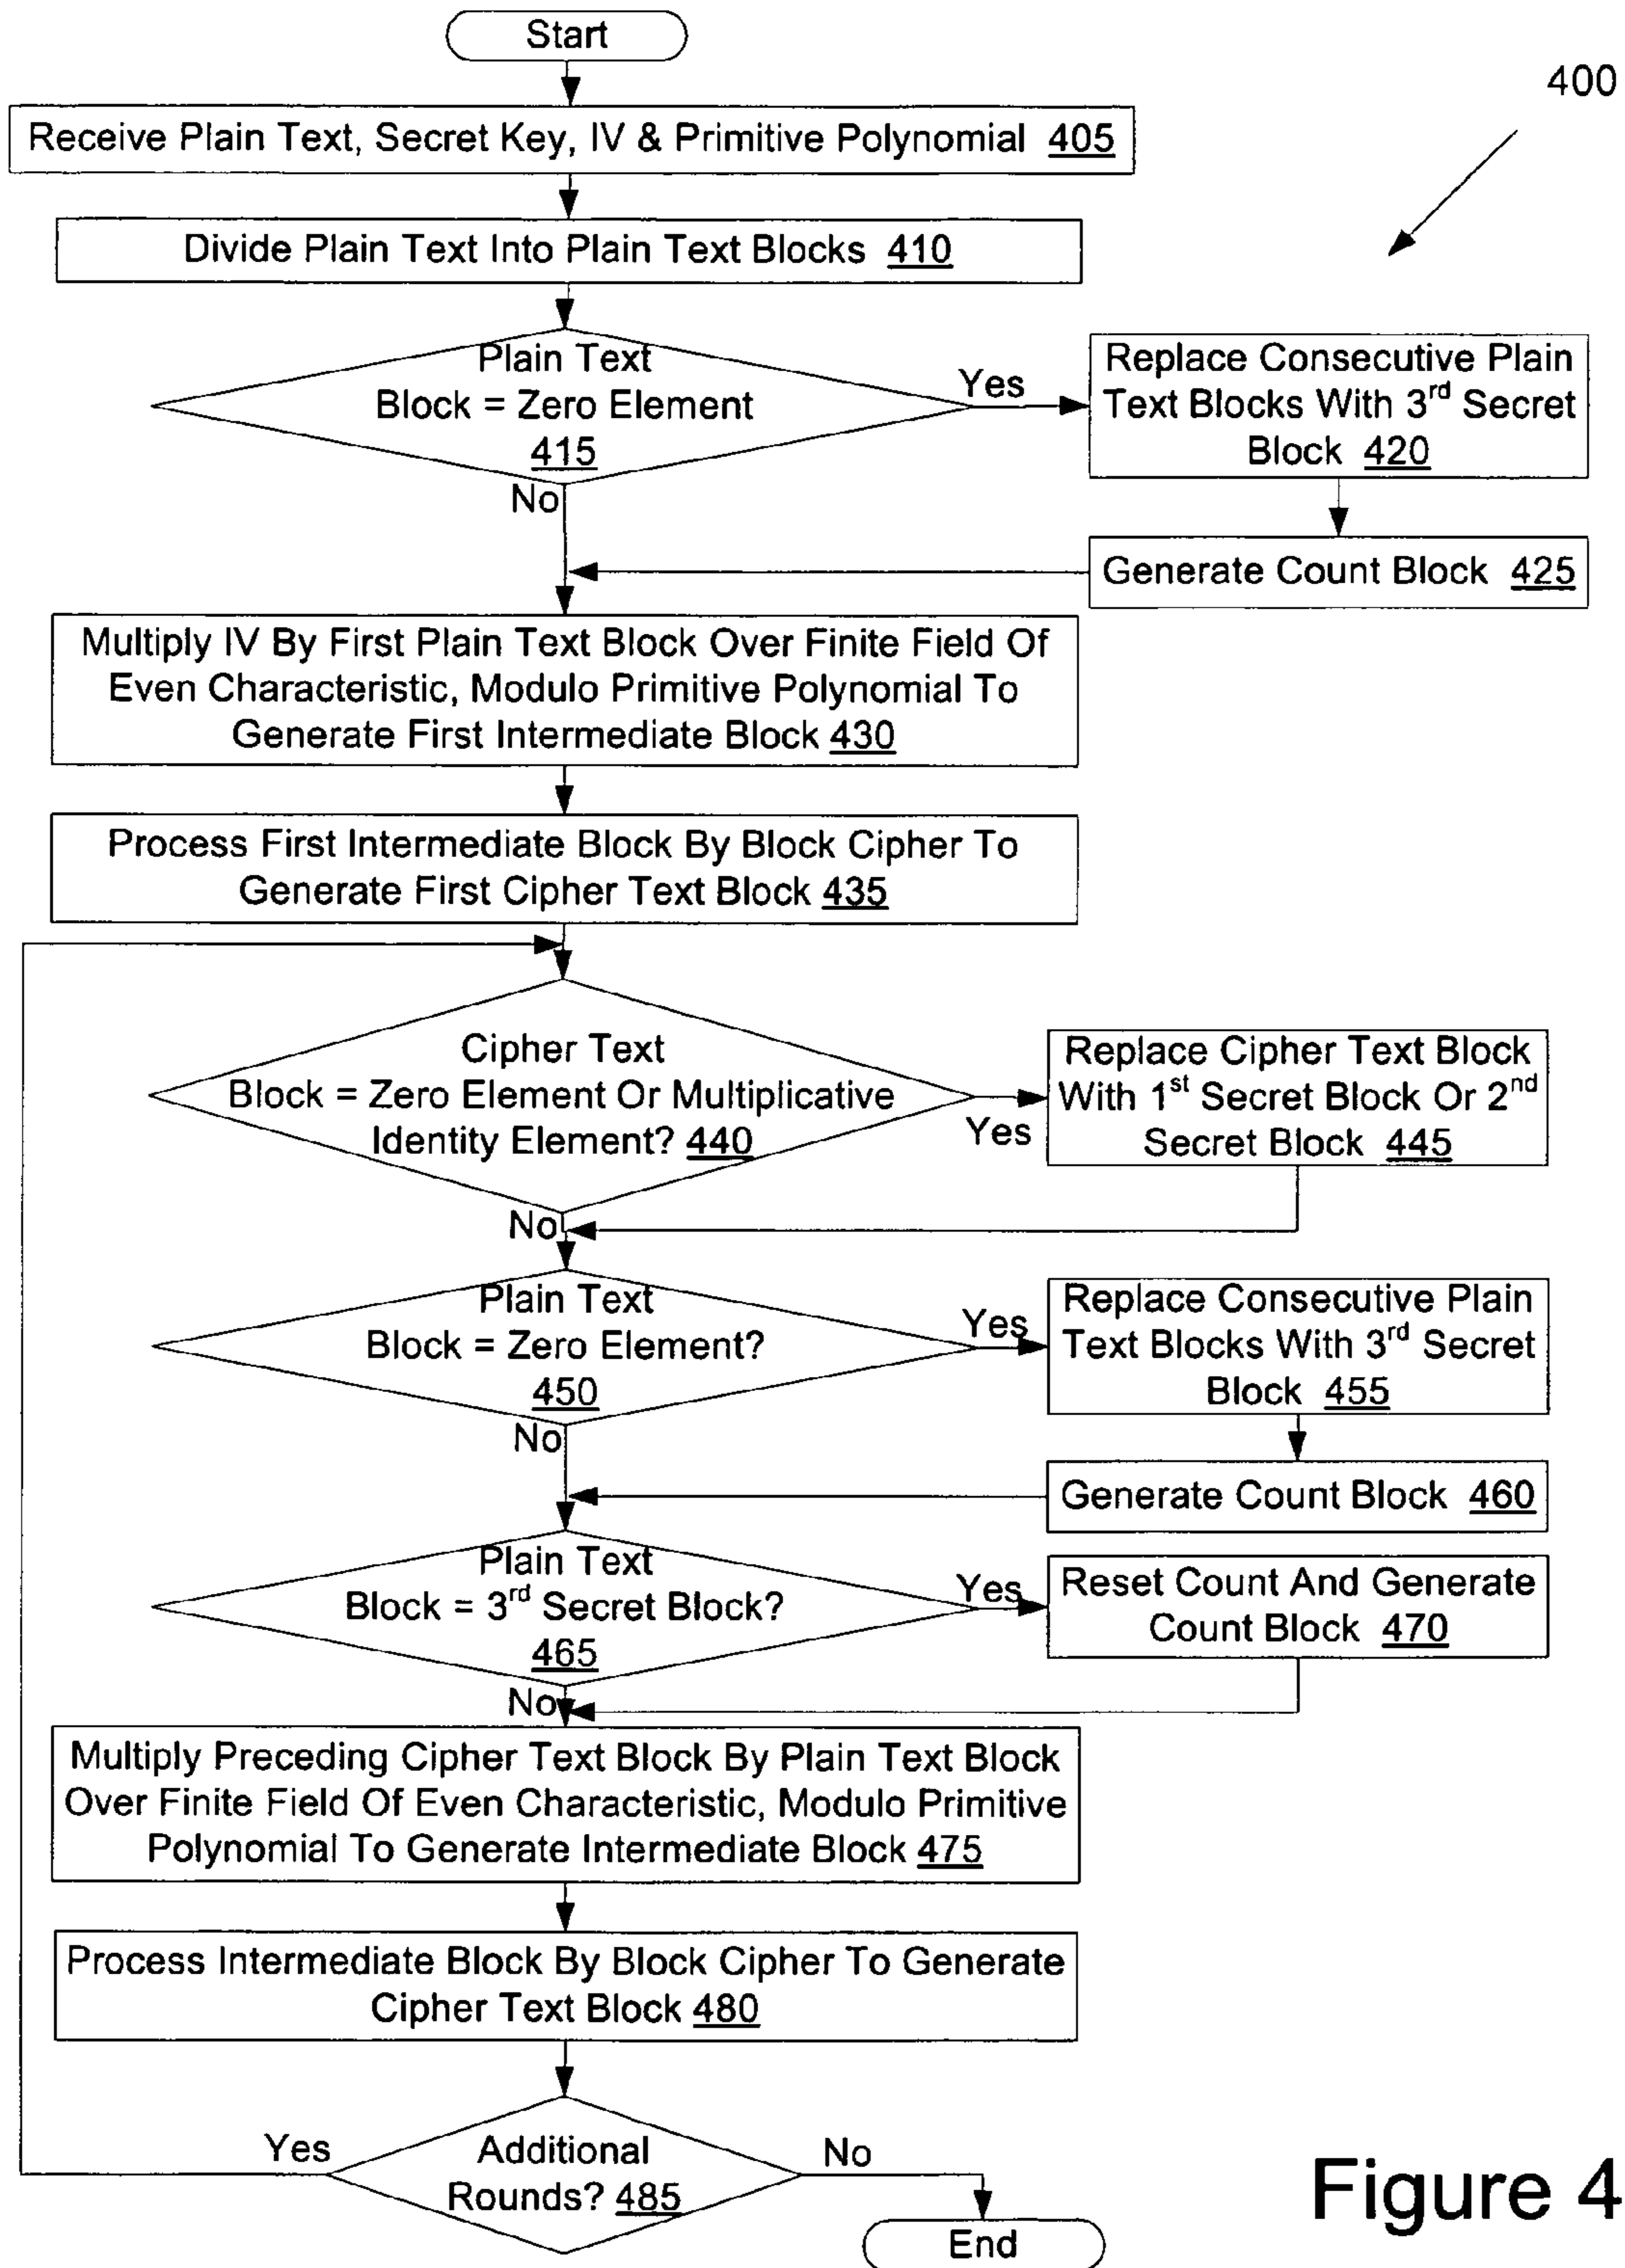 Start
400
Receive Plain Text, Secret Key, IV & Primitive Polynomial 405
Divide Plain Text Into Plain Text Blocks 410
Plain Text
Block = Zero Element
415
Yes
No
Replace Consecutive Plain
Text Blocks With 3rd Secret
Block 420
Generate Count Block 425
Multiply IV By First Plain Text Block Over Finite Field Of
Even Characteristic, Modulo Primitive Polynomial To
Generate First Intermediate Block 430
Process First Intermediate Block By Block Cipher To
Generate First Cipher Text Block 435
Cipher Text
Block = Zero Element Or Multiplicative
Identity Element? 440
Yes
No
Replace Cipher Text Block
With 1st Secret Block Or 2nd
Secret Block 445
Plain Text
Block = Zero Element?
450
Yes
No
Replace Consecutive Plain
Text Blocks With 3rd Secret
Block 455
Generate Count Block 460
Plain Text
Block = 3rd Secret Block?
465
Yes
No
Reset Count And Generate
Count Block 470
Multiply Preceding Cipher Text Block By Plain Text Block
Over Finite Field Of Even Characteristic, Modulo Primitive
Polynomial To Generate Intermediate Block 475
Process Intermediate Block By Block Cipher To Generate
Cipher Text Block 480
Yes
Additional
Rounds? 485
No
End
Figure 4